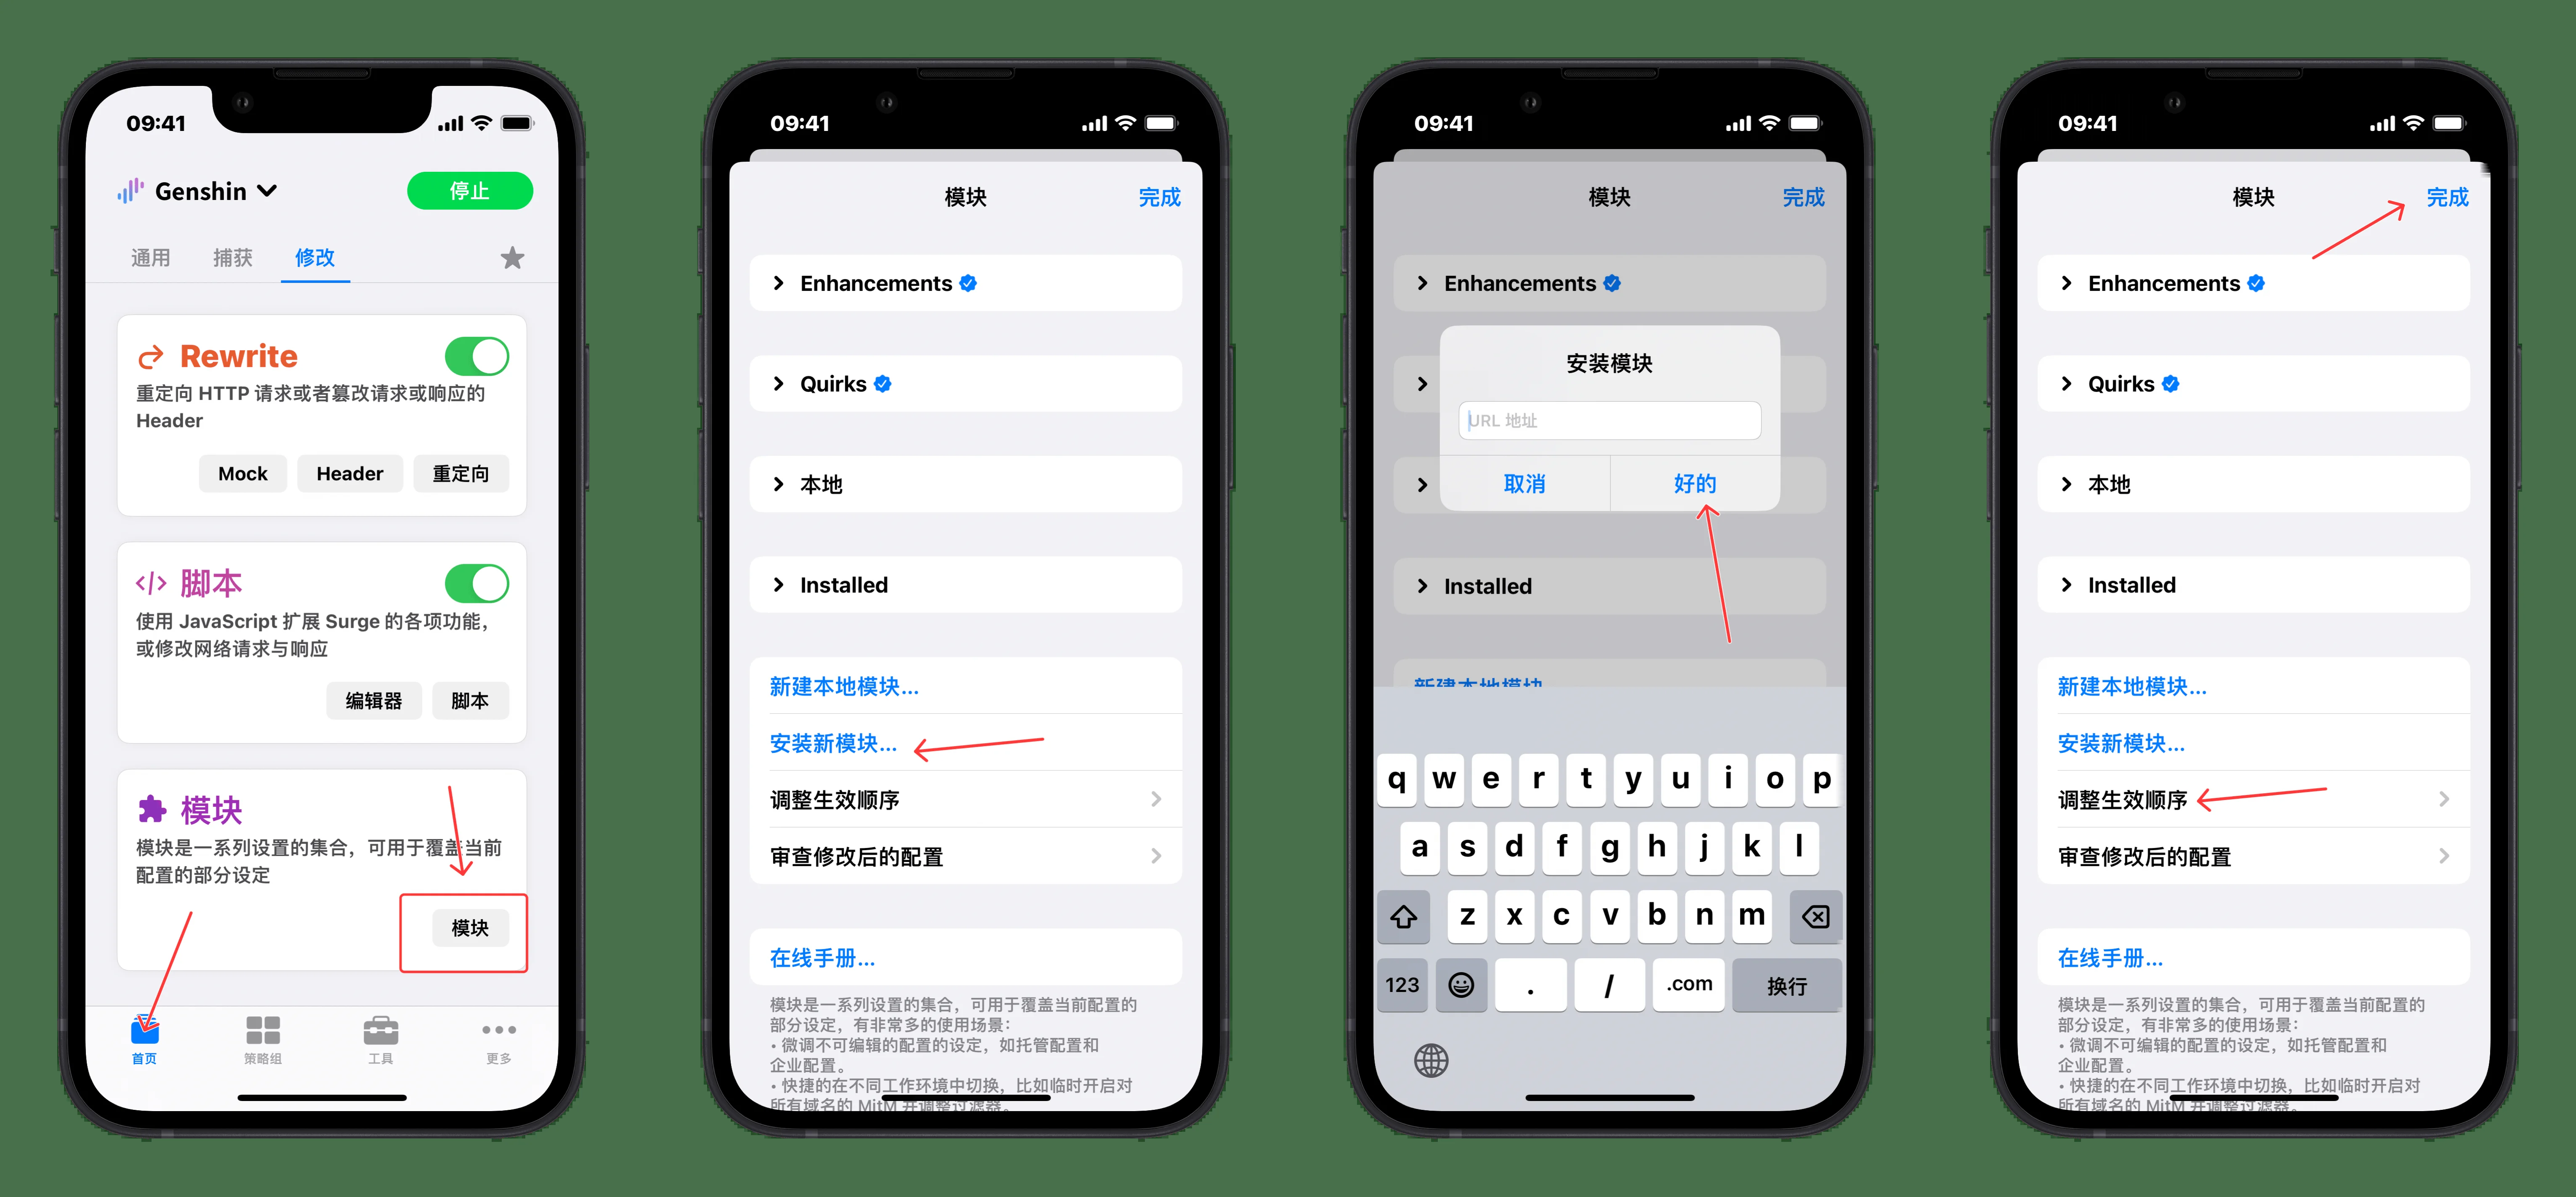 09:41
Genshin
停止
通用 捕获 修改
Rewrite
重定向 HTTP 请求或者篡改请求或响应的
Header
Mock Header 重定向
</> 脚本
使用 JavaScript 扩展 Surge 的各项功能，
或修改网络请求与响应
编辑器 脚本
模块
模块是一系列设置的集合，可用于覆盖当前
配置的部分设定
模块
首页 策略组 工具 更多
09:41
模块 完成
Enhancements
Quirks
本地
Installed
新建本地模块...
安装新模块...
调整生效顺序
审查修改后的配置
在线手册...
模块是一系列设置的集合，可用于覆盖当前配置的
部分设定，有非常多的使用场景：
• 微调不可编辑的配置的设定，如托管配置和
企业配置。
• 快捷的在不同工作环境中切换，比如临时开启对
所有域名的 MitM 并调整过滤器。
09:41
模块 完成
Enhancements
安装模块
URL 地址
取消 好的
Installed
新建本地模块
q w e r t y u i o p
a s d f g h j k l
z x c v b n m
123 . / .com 换行
09:41
模块 完成
Enhancements
Quirks
本地
Installed
新建本地模块...
安装新模块...
调整生效顺序
审查修改后的配置
在线手册...
模块是一系列设置的集合，可用于覆盖当前配置的
部分设定，有非常多的使用场景：
• 微调不可编辑的配置的设定，如托管配置和
企业配置。
• 快捷的在不同工作环境中切换，比如临时开启对
所有域名的 MitM 并调整过滤器。